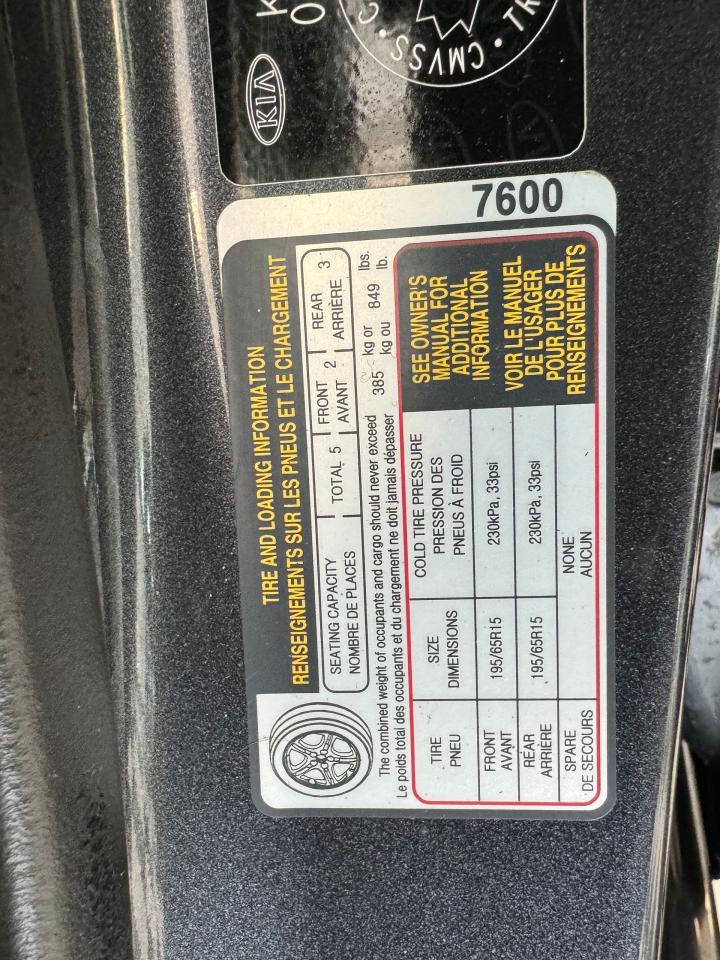 KIA
CMVSS
7600
TIRE AND LOADING INFORMATION
RENSEIGNEMENTS SUR LES PNEUS ET LE CHARGEMENT
SEATING CAPACITY TOTAL 5 FRONT 2 REAR 3
NOMBRE DE PLACES AVANT ARRIÈRE
The combined weight of occupants and cargo should never exceed 385 kg or 849 lbs.
Le poids total des occupants et du chargement ne doit jamais dépasser kg ou lb.
TIRE SIZE COLD TIRE PRESSURE
PNEU DIMENSIONS PRESSION DES
PNEUS À FROID
FRONT 195/65R15 230kPa, 33psi
AVANT
REAR 195/65R15 230kPa, 33psi
ARRIÈRE
SPARE NONE
DE SECOURS AUCUN
SEE OWNER'S
MANUAL FOR
ADDITIONAL
INFORMATION
VOIR LE MANUEL
DE L'USAGER
POUR PLUS DE
RENSEIGNEMENTS